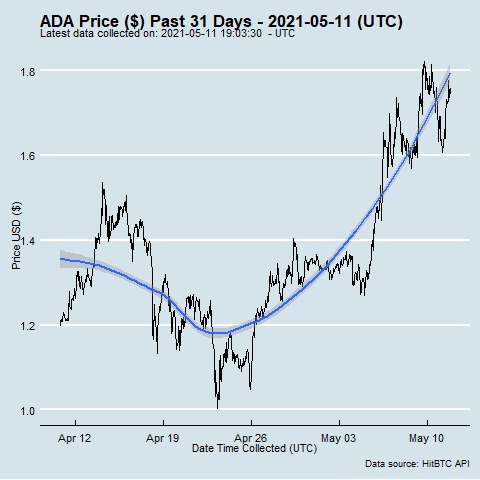 ADA Price ($) Past 31 Days - 2021-05-11 (UTC)
Latest data collected on: 2021-05-11 19:03:30 - UTC
1.8
1.6
1.4
1.2
1.0
Price USD ($)
Apr 12 Apr 19 Apr 26 May 03 May 10
Date Time Collected (UTC)
Data source: HitBTC API